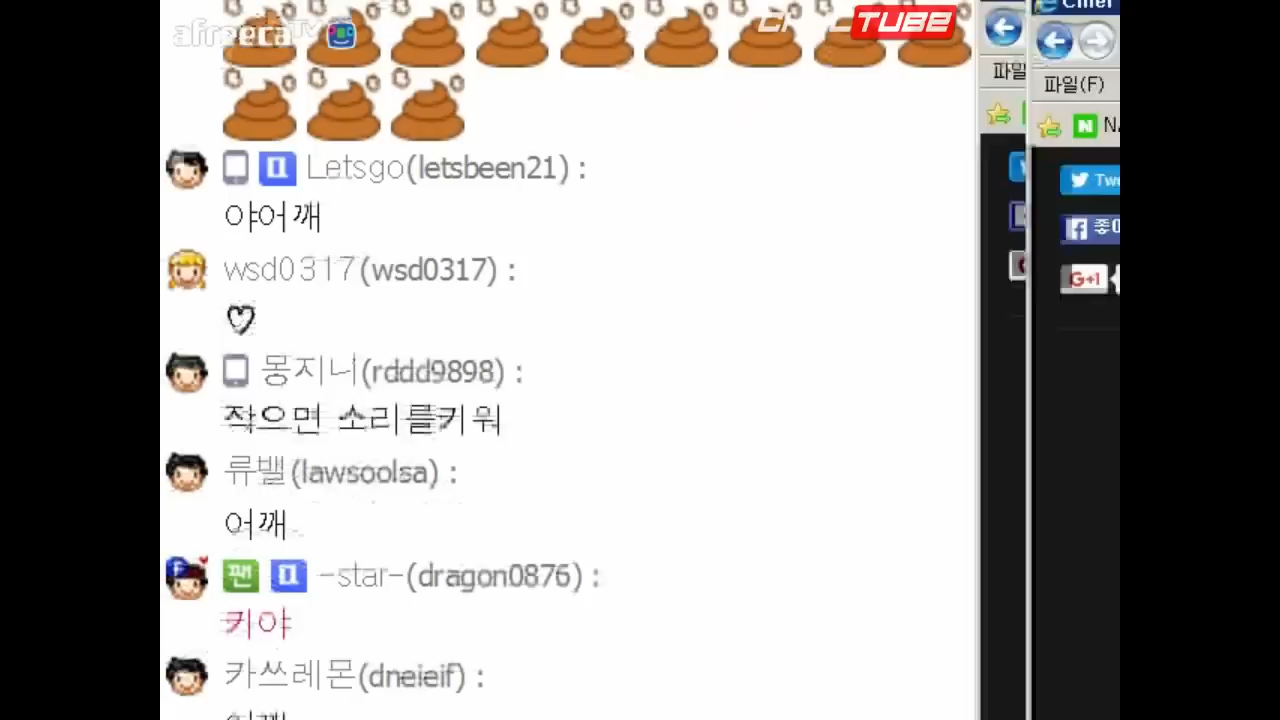 afreecaTV
TUBE
Letsgo(letsbeen21) :
야어깨
wsd0317(wsd0317) :
♡
몽지니(rddd9898) :
작으면 소리를키워
류밸(lawsoolsa) :
어깨
팬 -star-(dragon0876) :
키야
카쓰레몬(dneieif) :
파일
파일(F)
N
좋
G+1